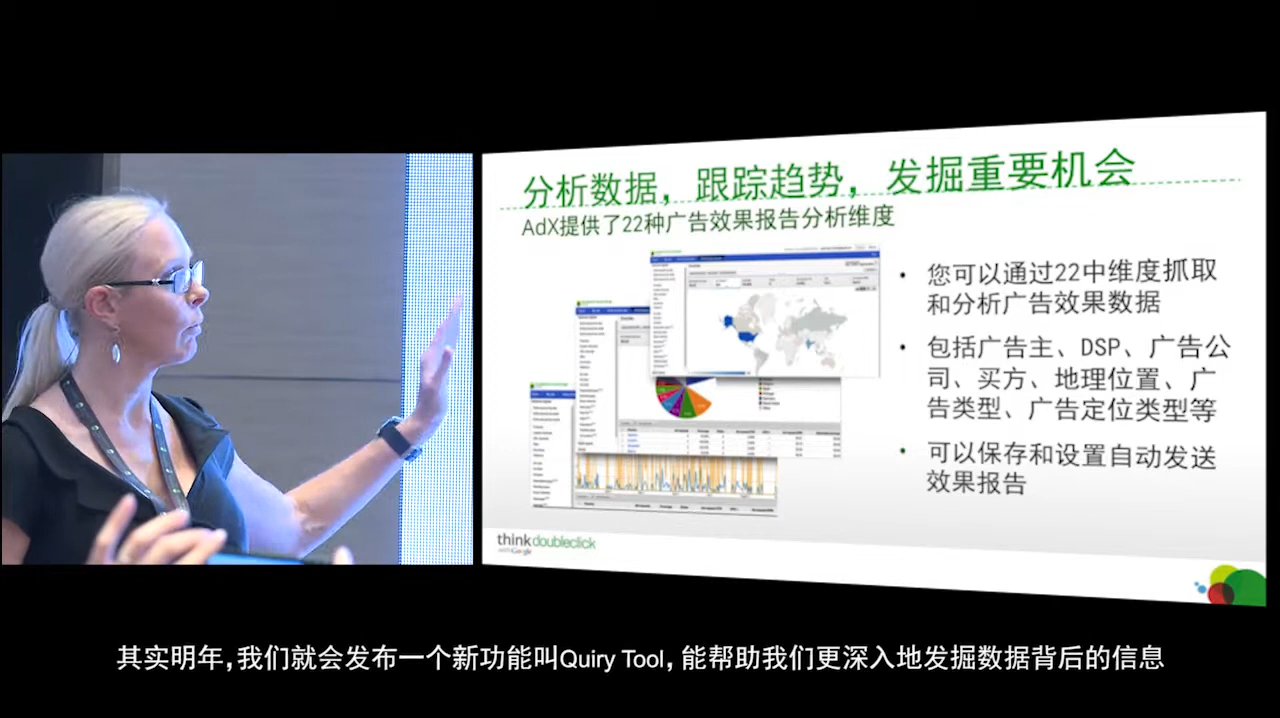 分析数据，跟踪趋势，发掘重要机会
AdX提供了22种广告效果报告分析维度
• 您可以通过22中维度抓取
和分析广告效果数据
• 包括广告主、DSP、广告公
司、买方、地理位置、广
告类型、广告定位类型等
• 可以保存和设置自动发送
效果报告
thinkdoubleclick
with Google
其实明年，我们就会发布一个新功能叫Quiry Tool，能帮助我们更深入地发掘数据背后的信息